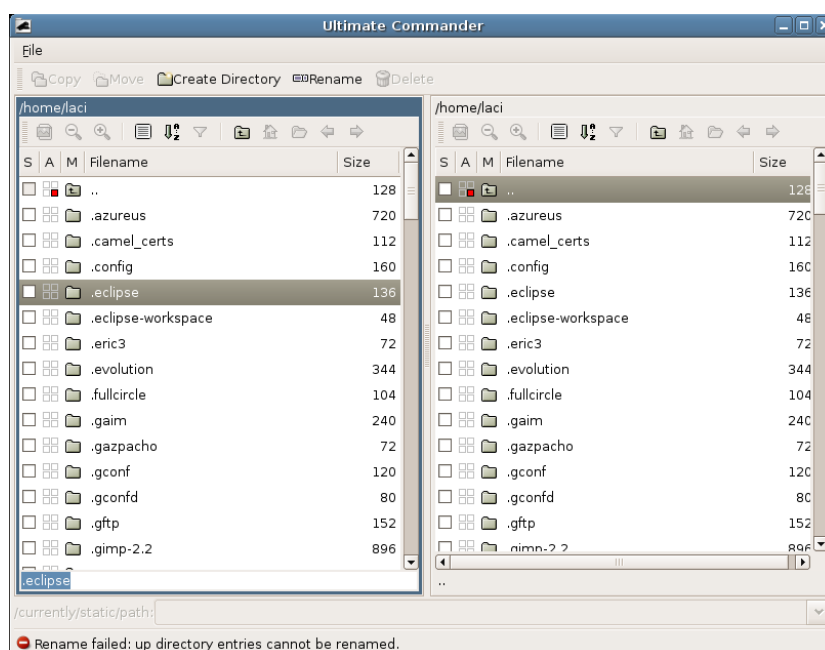 Ultimate Commander
File
Copy Move Create Directory Rename Delete
/home/laci
S A M Filename Size
.. 128
.azureus 720
.camel_certs 112
.config 160
.eclipse 136
.eclipse-workspace 48
.eric3 72
.evolution 344
.fullcircle 104
.gaim 240
.gazpacho 72
.gconf 120
.gconfd 80
.gftp 152
.gimp-2.2 896
.eclipse
/home/laci
S A M Filename Size
.. 128
.azureus 720
.camel_certs 112
.config 160
.eclipse 136
.eclipse-workspace 48
.eric3 72
.evolution 344
.fullcircle 104
.gaim 240
.gazpacho 72
.gconf 120
.gconfd 80
.gftp 152
.gimp-2.2 896
..
/currently/static/path:
Rename failed: up directory entries cannot be renamed.